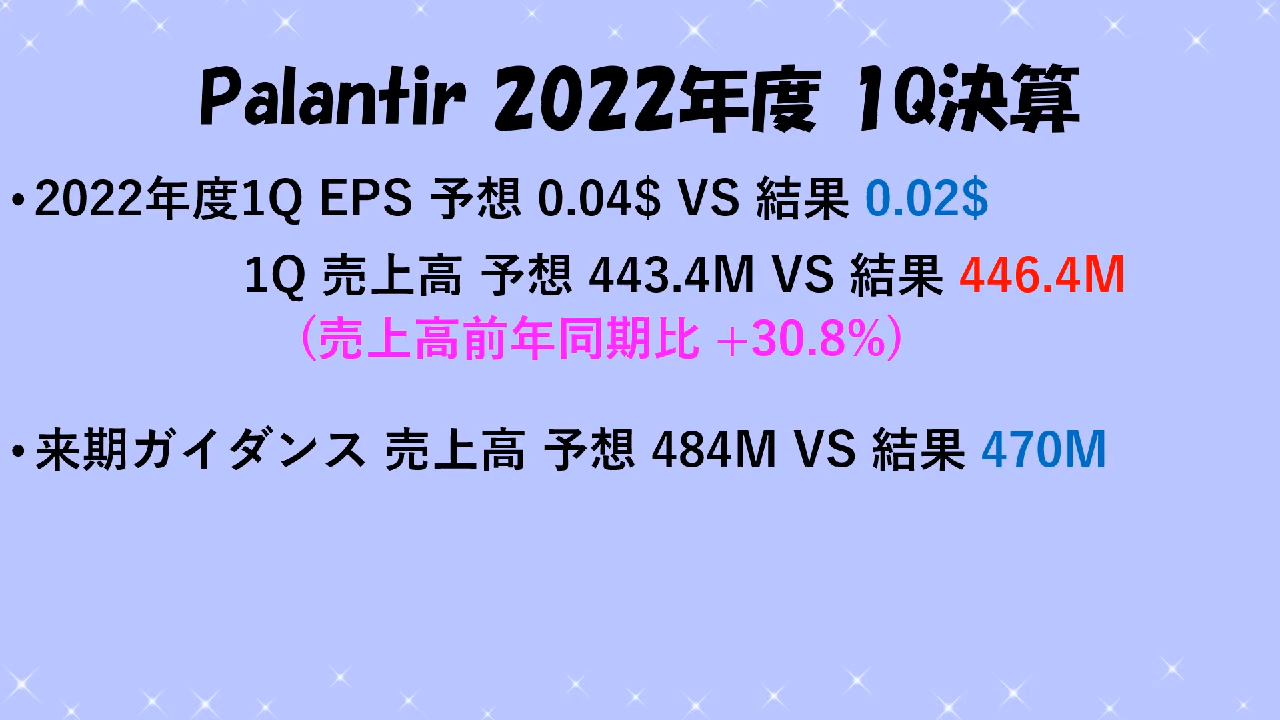 Palantir 2022年度 1Q決算
•2022年度1Q EPS 予想 0.04$ VS 結果 0.02$
1Q 売上高 予想 443.4M VS 結果 446.4M
(売上高前年同期比 +30.8%)
•来期ガイダンス 売上高 予想 484M VS 結果 470M